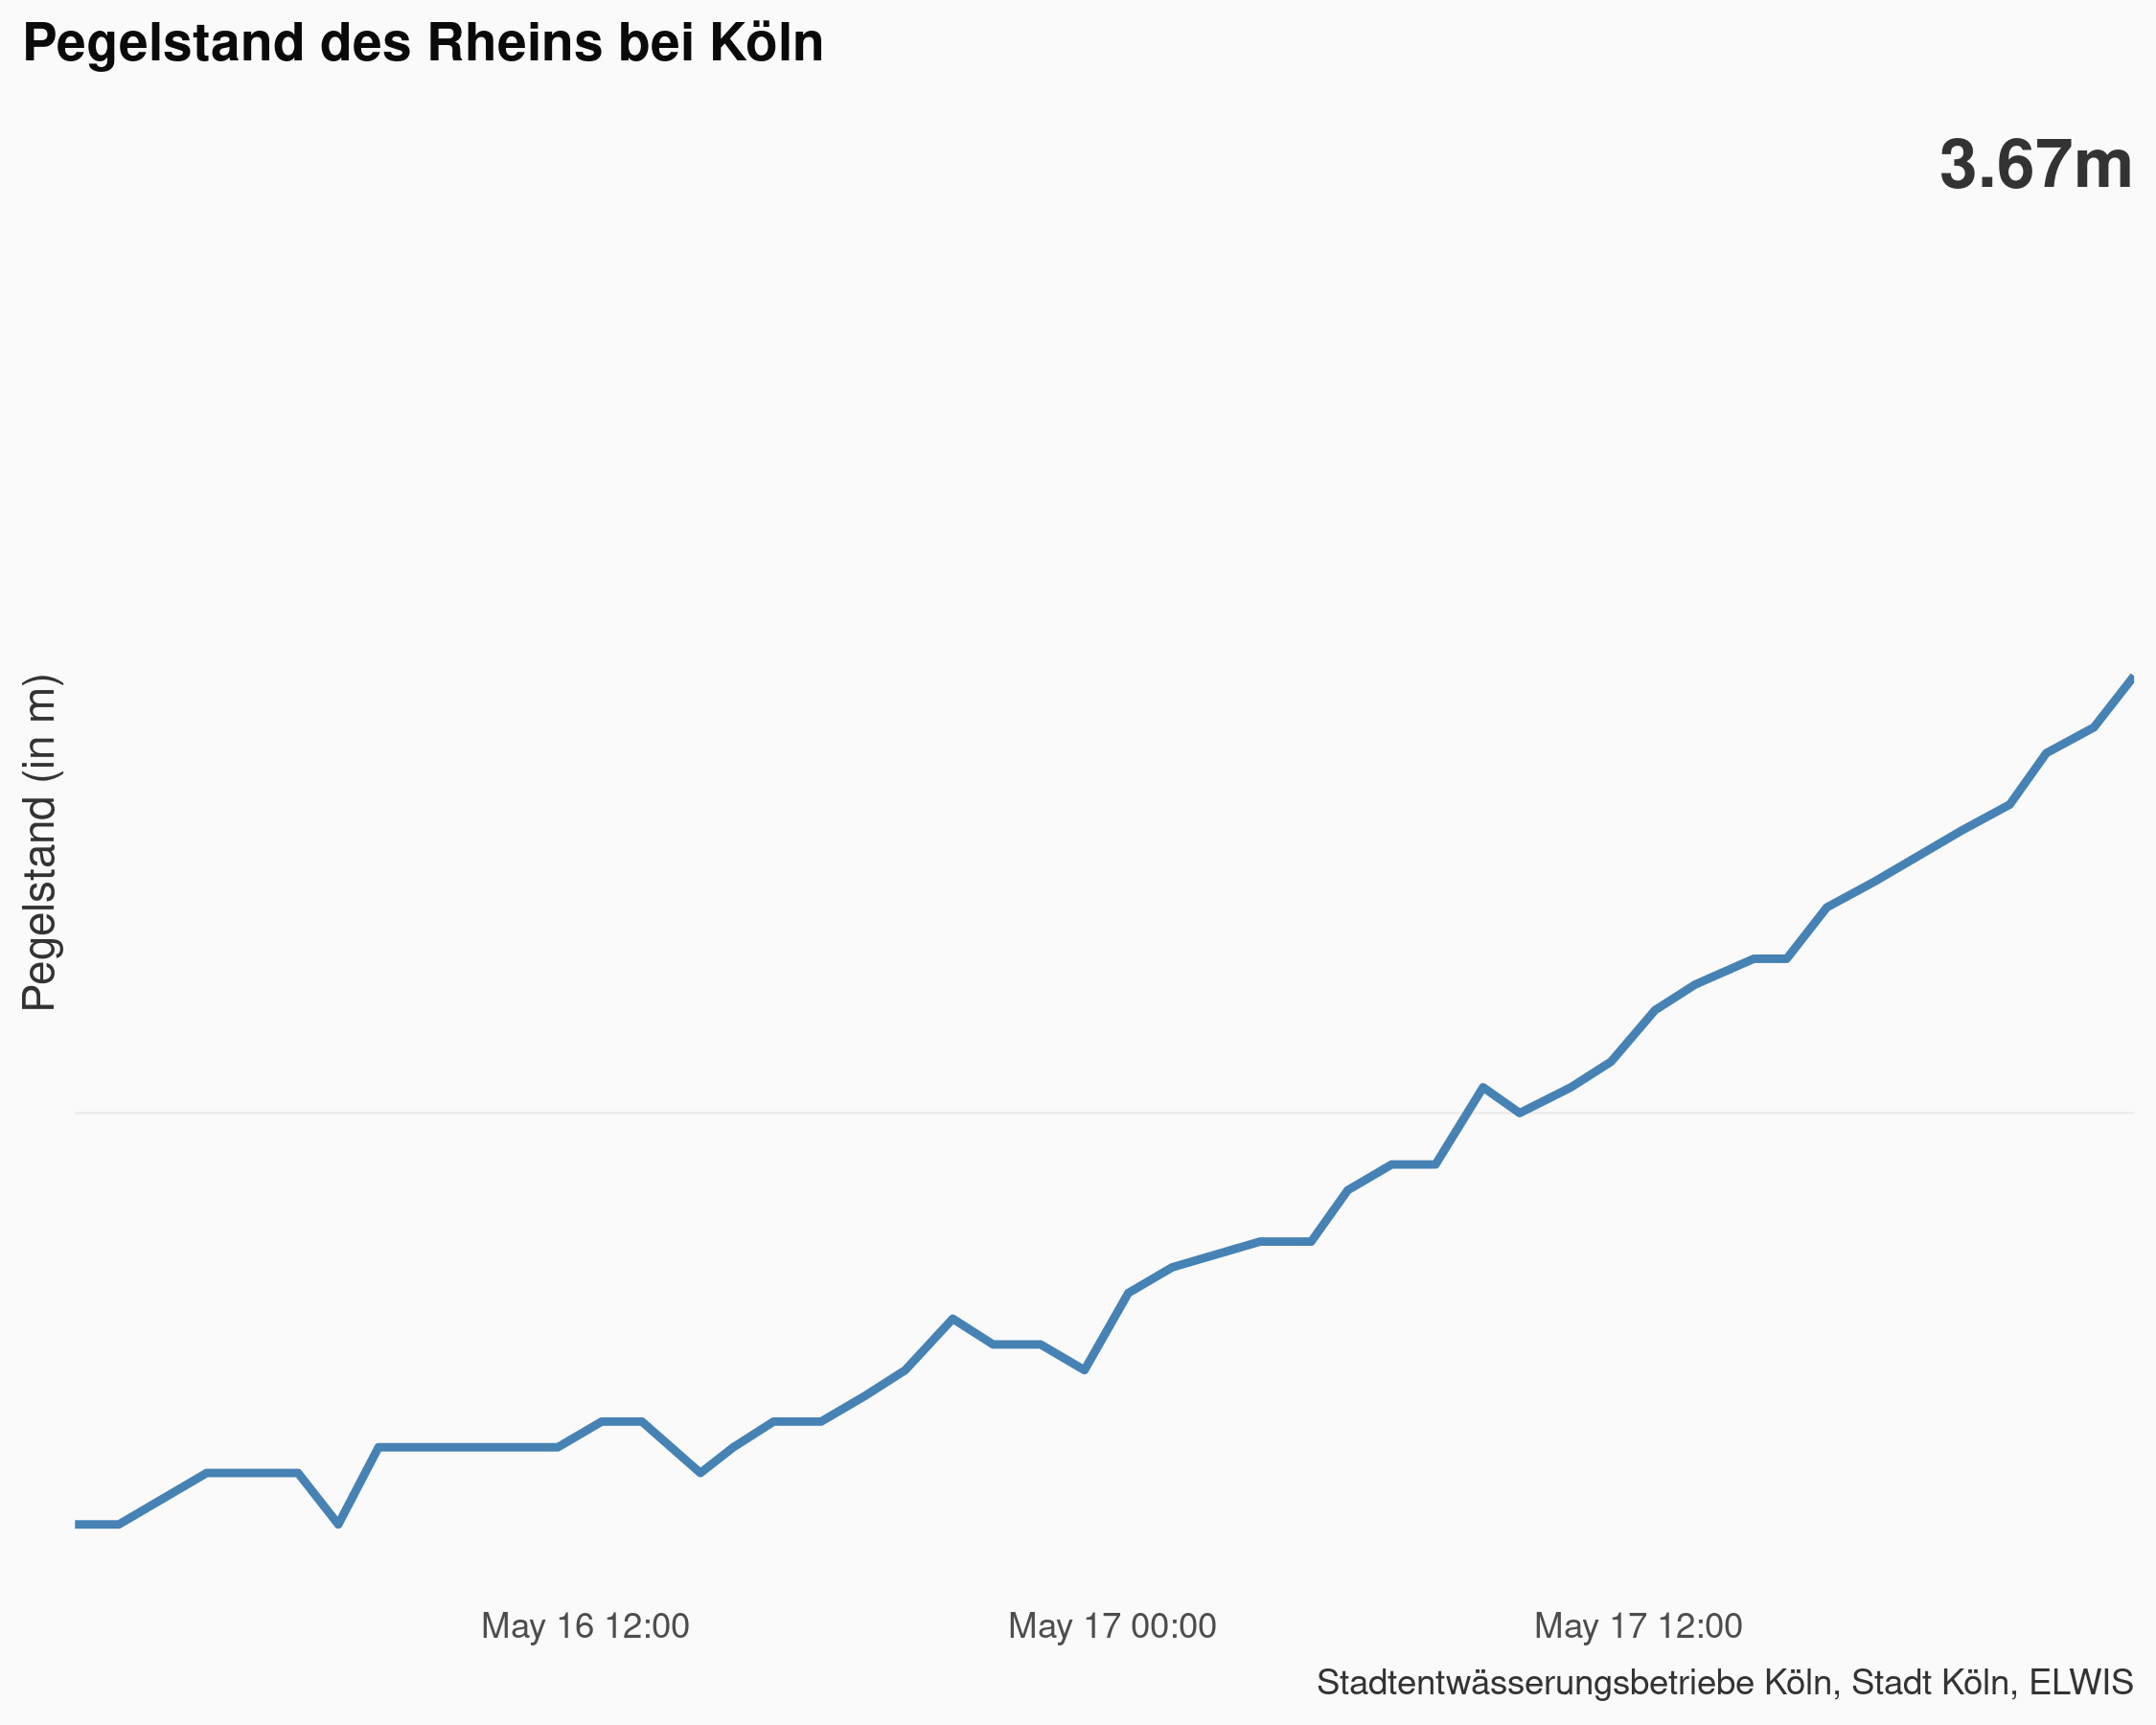 Pegelstand des Rheins bei Köln
3.67m
Pegelstand (in m)
May 16 12:00
May 17 00:00
May 17 12:00
Stadtentwässerungsbetriebe Köln, Stadt Köln, ELWIS